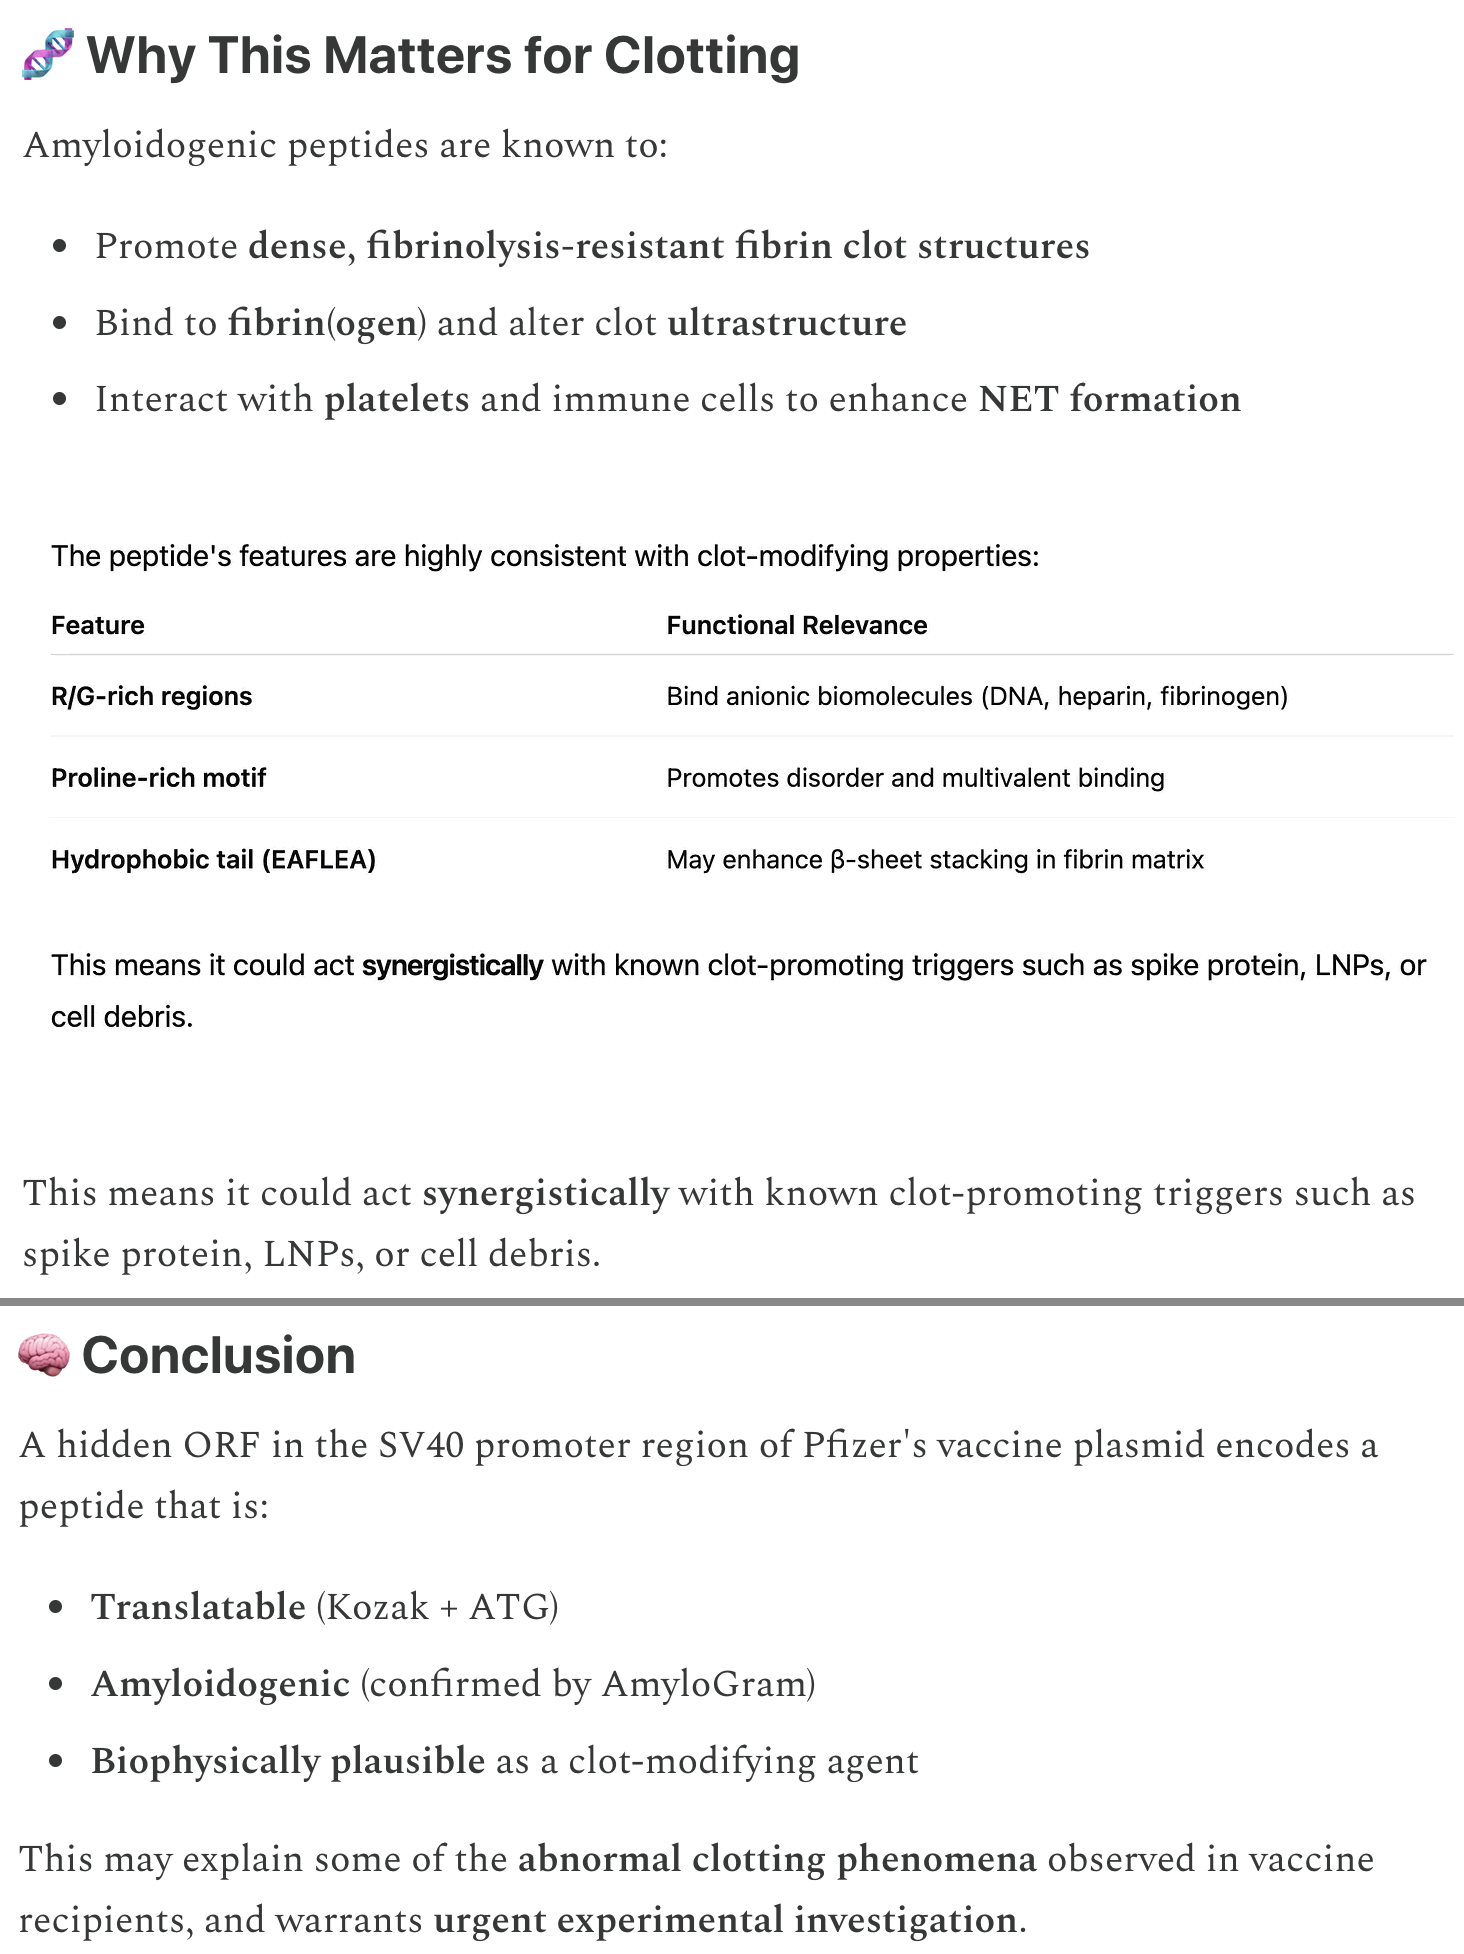 🧬 Why This Matters for Clotting
Amyloidogenic peptides are known to:
• Promote dense, fibrinolysis-resistant fibrin clot structures
• Bind to fibrin(ogen) and alter clot ultrastructure
• Interact with platelets and immune cells to enhance NET formation
The peptide's features are highly consistent with clot-modifying properties:
Feature Functional Relevance
R/G-rich regions Bind anionic biomolecules (DNA, heparin, fibrinogen)
Proline-rich motif Promotes disorder and multivalent binding
Hydrophobic tail (EAFLEA) May enhance β-sheet stacking in fibrin matrix
This means it could act synergistically with known clot-promoting triggers such as spike protein, LNPs, or
cell debris.
This means it could act synergistically with known clot-promoting triggers such as
spike protein, LNPs, or cell debris.
🧠 Conclusion
A hidden ORF in the SV40 promoter region of Pfizer's vaccine plasmid encodes a
peptide that is:
• Translatable (Kozak + ATG)
• Amyloidogenic (confirmed by AmyloGram)
• Biophysically plausible as a clot-modifying agent
This may explain some of the abnormal clotting phenomena observed in vaccine
recipients, and warrants urgent experimental investigation.